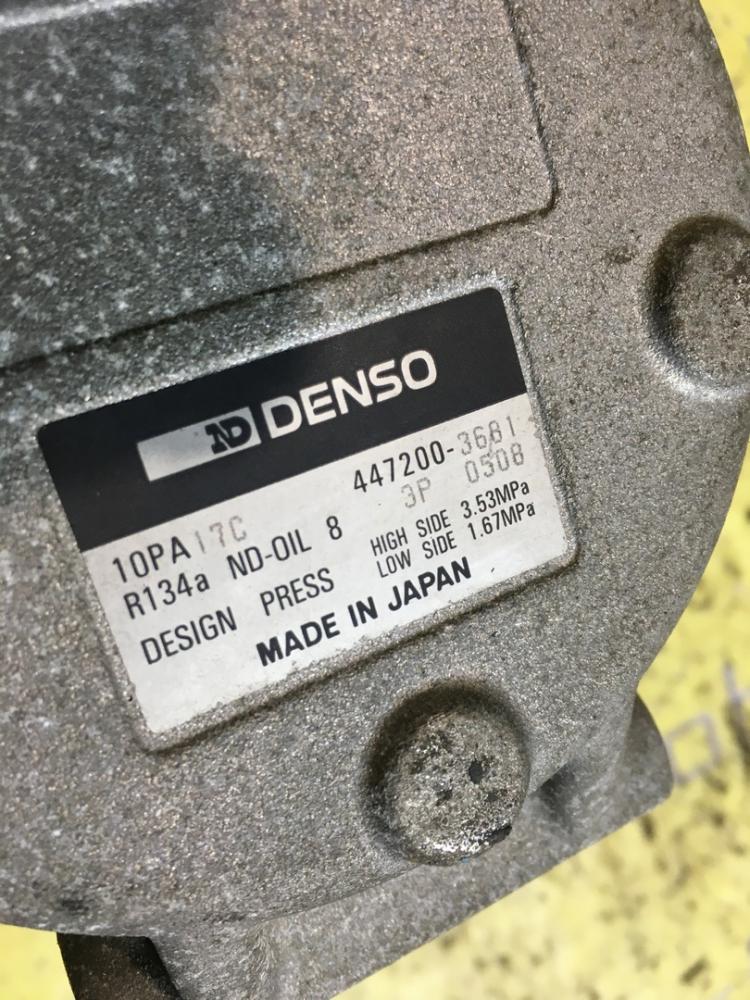 ND DENSO
447200-3681
10PA17C 3P 0508
R134a ND-OIL 8 HIGH SIDE 3.53MPa
DESIGN PRESS LOW SIDE 1.67MPa
MADE IN JAPAN